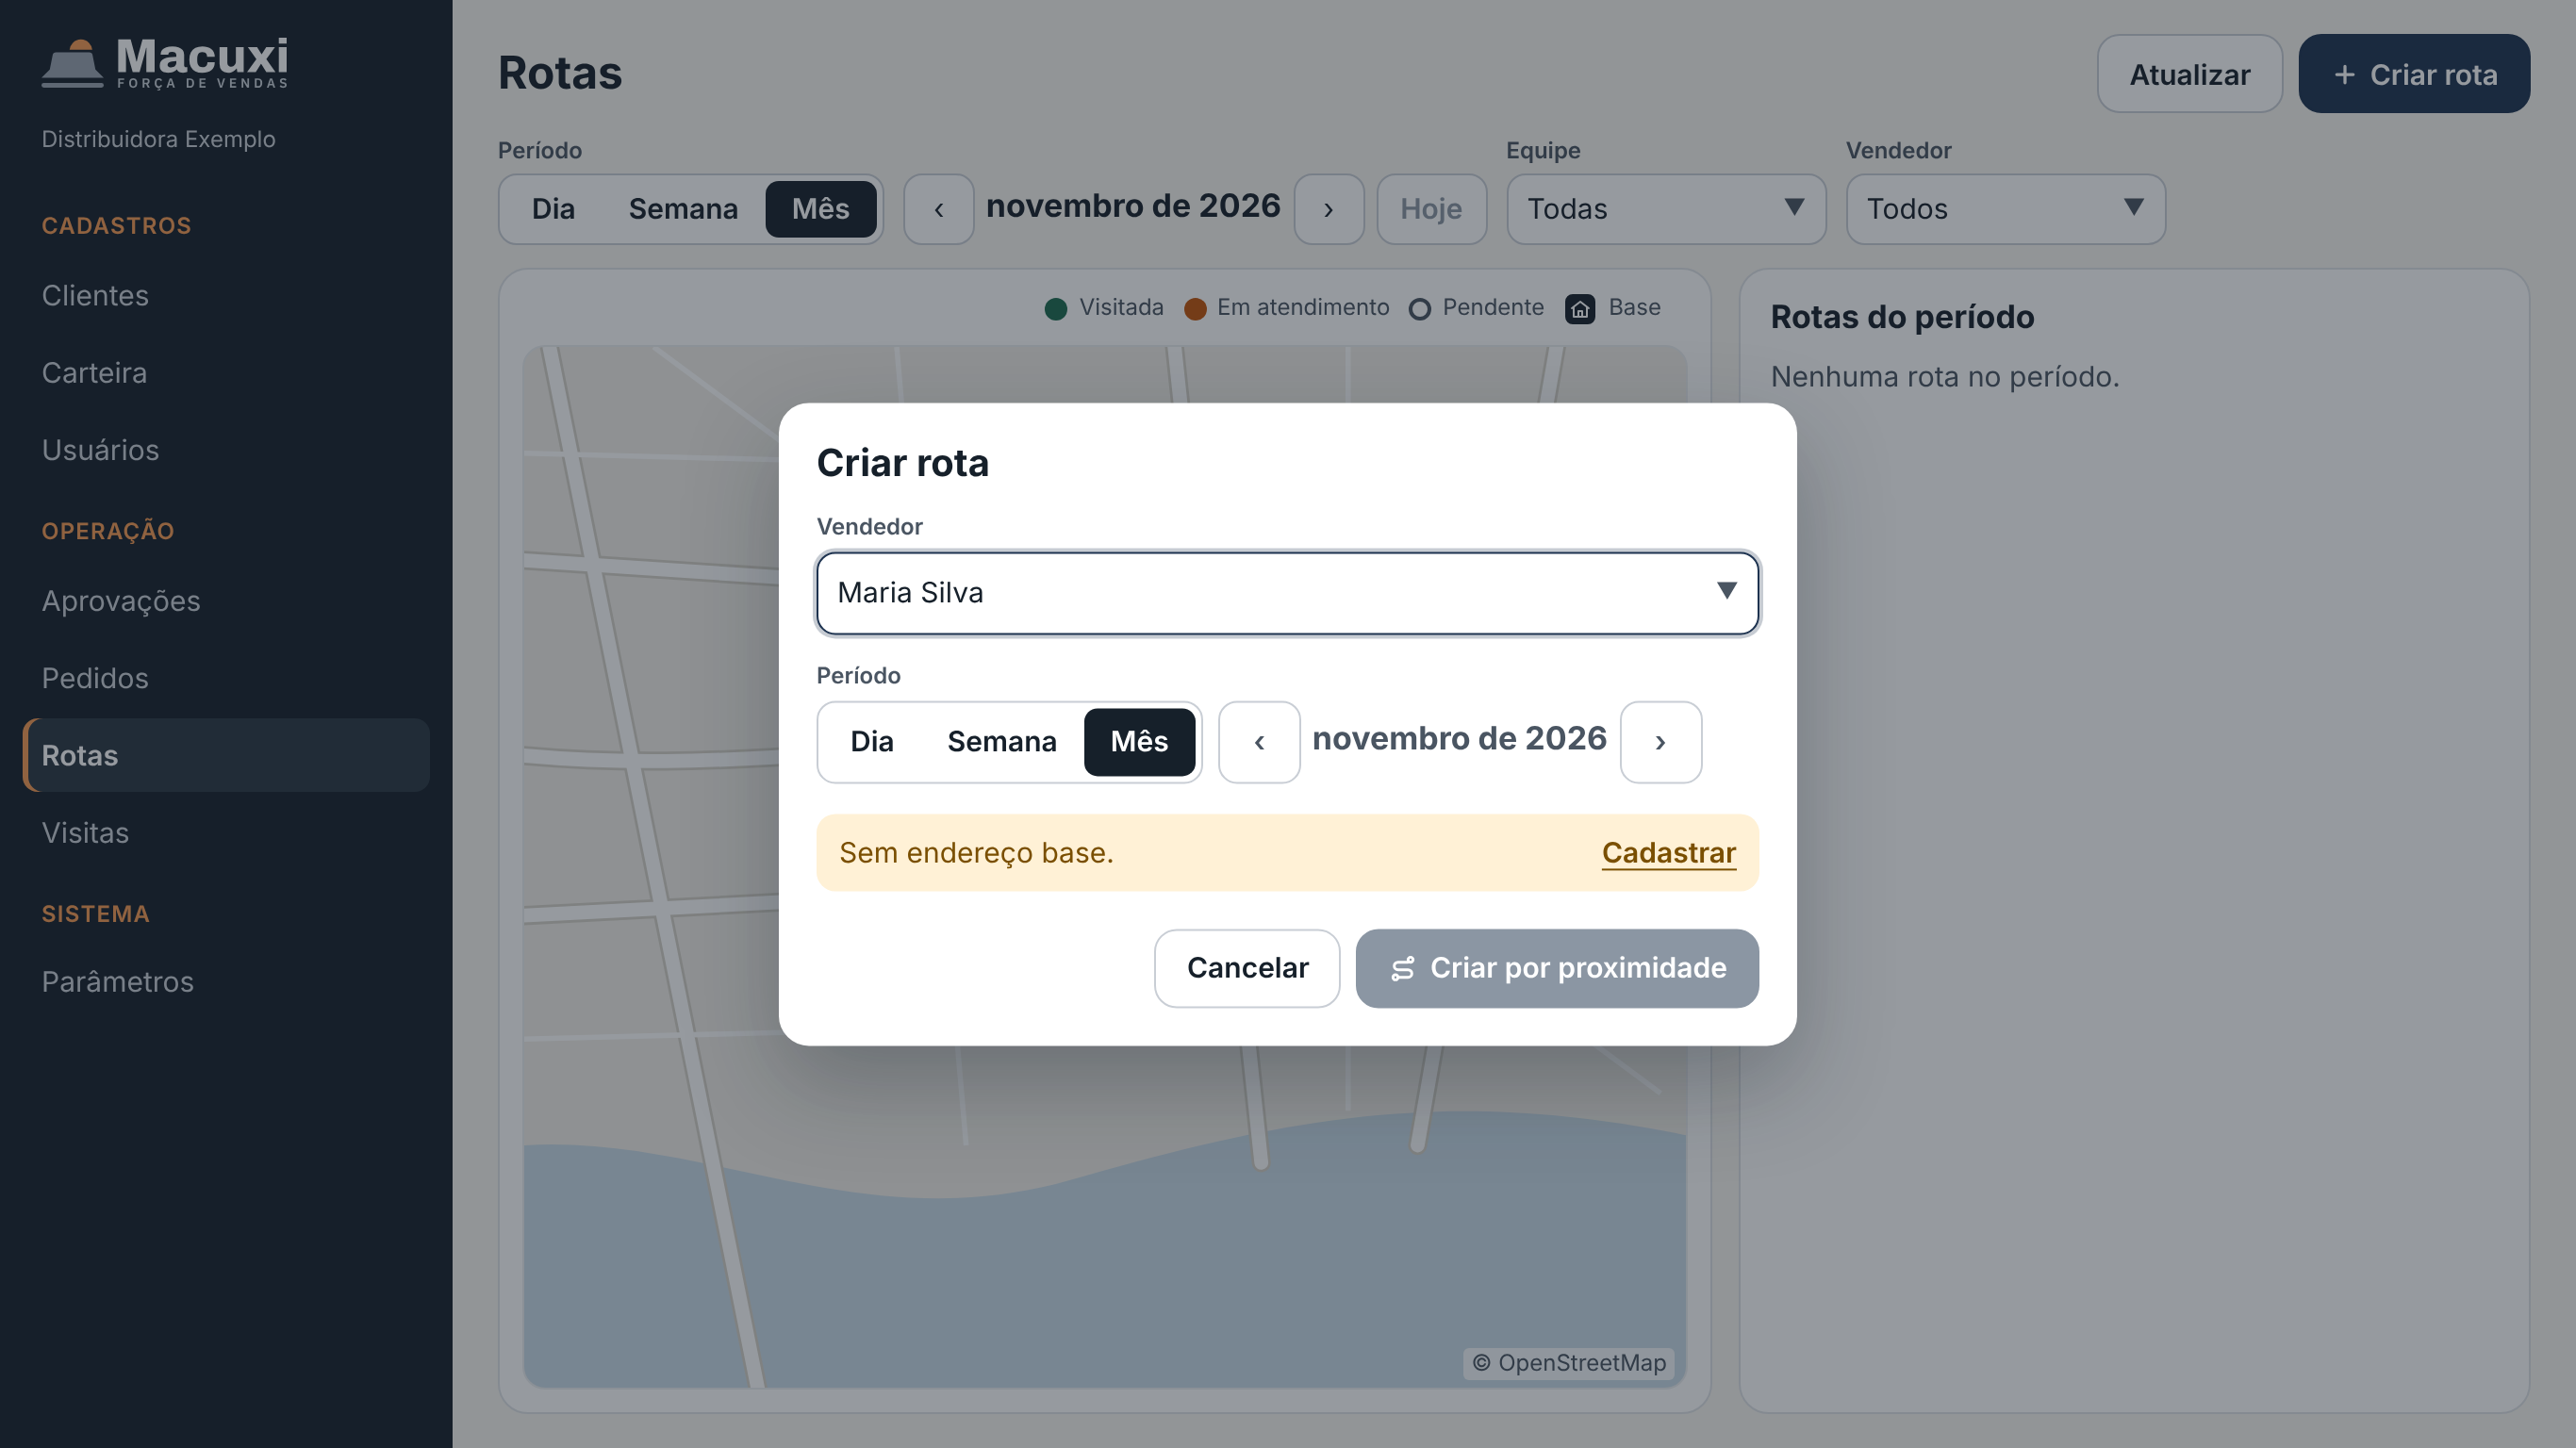 Macuxi
FORÇA DE VENDAS
Distribuidora Exemplo
CADASTROS
Clientes
Carteira
Usuários
OPERAÇÃO
Aprovações
Pedidos
Rotas
Visitas
SISTEMA
Parâmetros
Rotas
Atualizar
+ Criar rota
Período
Equipe
Vendedor
Dia Semana Mês ‹ novembro de 2026 › Hoje Todas Todos
Visitada Em atendimento Pendente Base
Rotas do período
Nenhuma rota no período.
Criar rota
Vendedor
Maria Silva
Período
Dia Semana Mês ‹ novembro de 2026 ›
Sem endereço base. Cadastrar
Cancelar Criar por proximidade
© OpenStreetMap